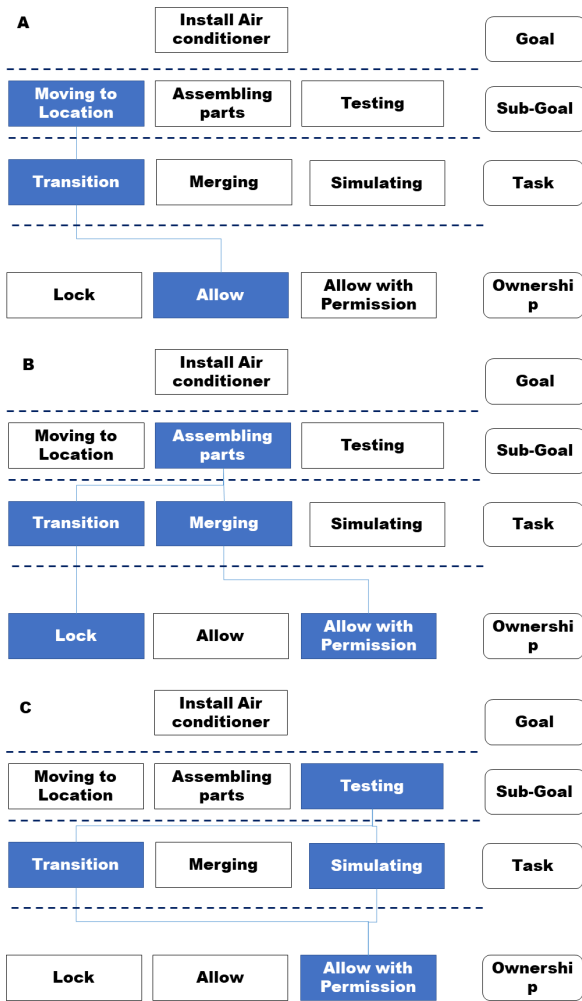 A
Install Air
conditioner
Goal
Moving to
Location
Assembling
parts
Testing
Sub-Goal
Transition
Merging
Simulating
Task
Lock
Allow
Allow with
Permission
Ownershi
p
B
Install Air
conditioner
Goal
Moving to
Location
Assembling
parts
Testing
Sub-Goal
Transition
Merging
Simulating
Task
Lock
Allow
Allow with
Permission
Ownershi
p
C
Install Air
conditioner
Goal
Moving to
Location
Assembling
parts
Testing
Sub-Goal
Transition
Merging
Simulating
Task
Lock
Allow
Allow with
Permission
Ownershi
p